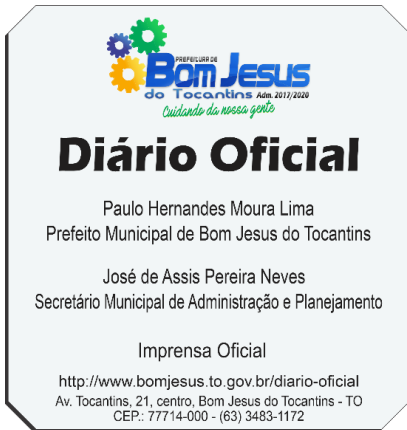 PREFEITURA DE
Bom Jesus
do Tocantins Adm. 2017/2020
Cuidando da nossa gente
Diário Oficial
Paulo Hernandes Moura Lima
Prefeito Municipal de Bom Jesus do Tocantins
José de Assis Pereira Neves
Secretário Municipal de Administração e Planejamento
Imprensa Oficial
http://www.bomjesus.to.gov.br/diario-oficial
Av. Tocantins, 21, centro, Bom Jesus do Tocantins - TO
CEP.: 77714-000 - (63) 3483-1172